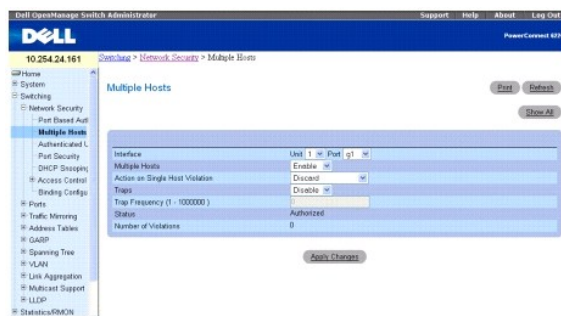 Dell OpenManage Switch Administrator
Support Help About Log Out
DELL
PowerConnect 622
10.254.24.161
Switching > Network Security > Multiple Hosts
Home
System
Switching
Network Security
Port Based Auth
Multiple Hosts
Authenticated U
Port Security
DHCP Snooping
Access Control
Binding Configu
Ports
Traffic Mirroring
Address Tables
GARP
Spanning Tree
VLAN
Link Aggregation
Multicast Support
LLDP
Statistics/RMON
Multiple Hosts
Print Refresh
Show All
Interface Unit 1 Port g1
Multiple Hosts Enable
Action on Single Host Violation Discard
Traps Disable
Trap Frequency (1 - 1000000 ) 0
Status Authorized
Number of Violations 0
Apply Changes